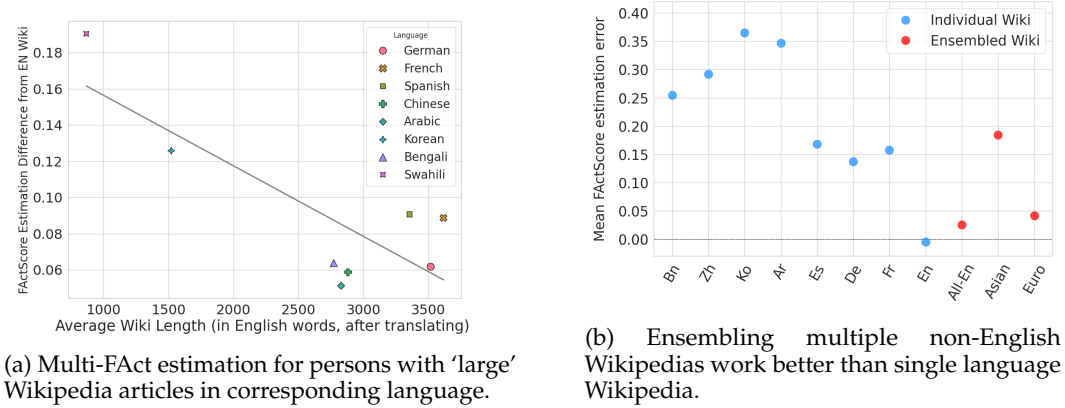 FActScore Estimation Difference from EN Wiki
0.18
0.16
0.14
0.12
0.10
0.08
0.06
1000
1500
2000
2500
3000
3500
Average Wiki Length (in English words, after translating)
Language
German
French
Spanish
Chinese
Arabic
Korean
Bengali
Swahili
(a) Multi-FAct estimation for persons with ‘large’
Wikipedia articles in corresponding language.
Mean FActScore estimation error
0.40
0.35
0.30
0.25
0.20
0.15
0.10
0.05
0.00
Individual Wiki
Ensembled Wiki
Bn
Zh
Ko
Ar
Es
De
Fr
En
All-En
Asian
Euro
(b) Ensembling multiple non-English
Wikipedias work better than single language
Wikipedia.